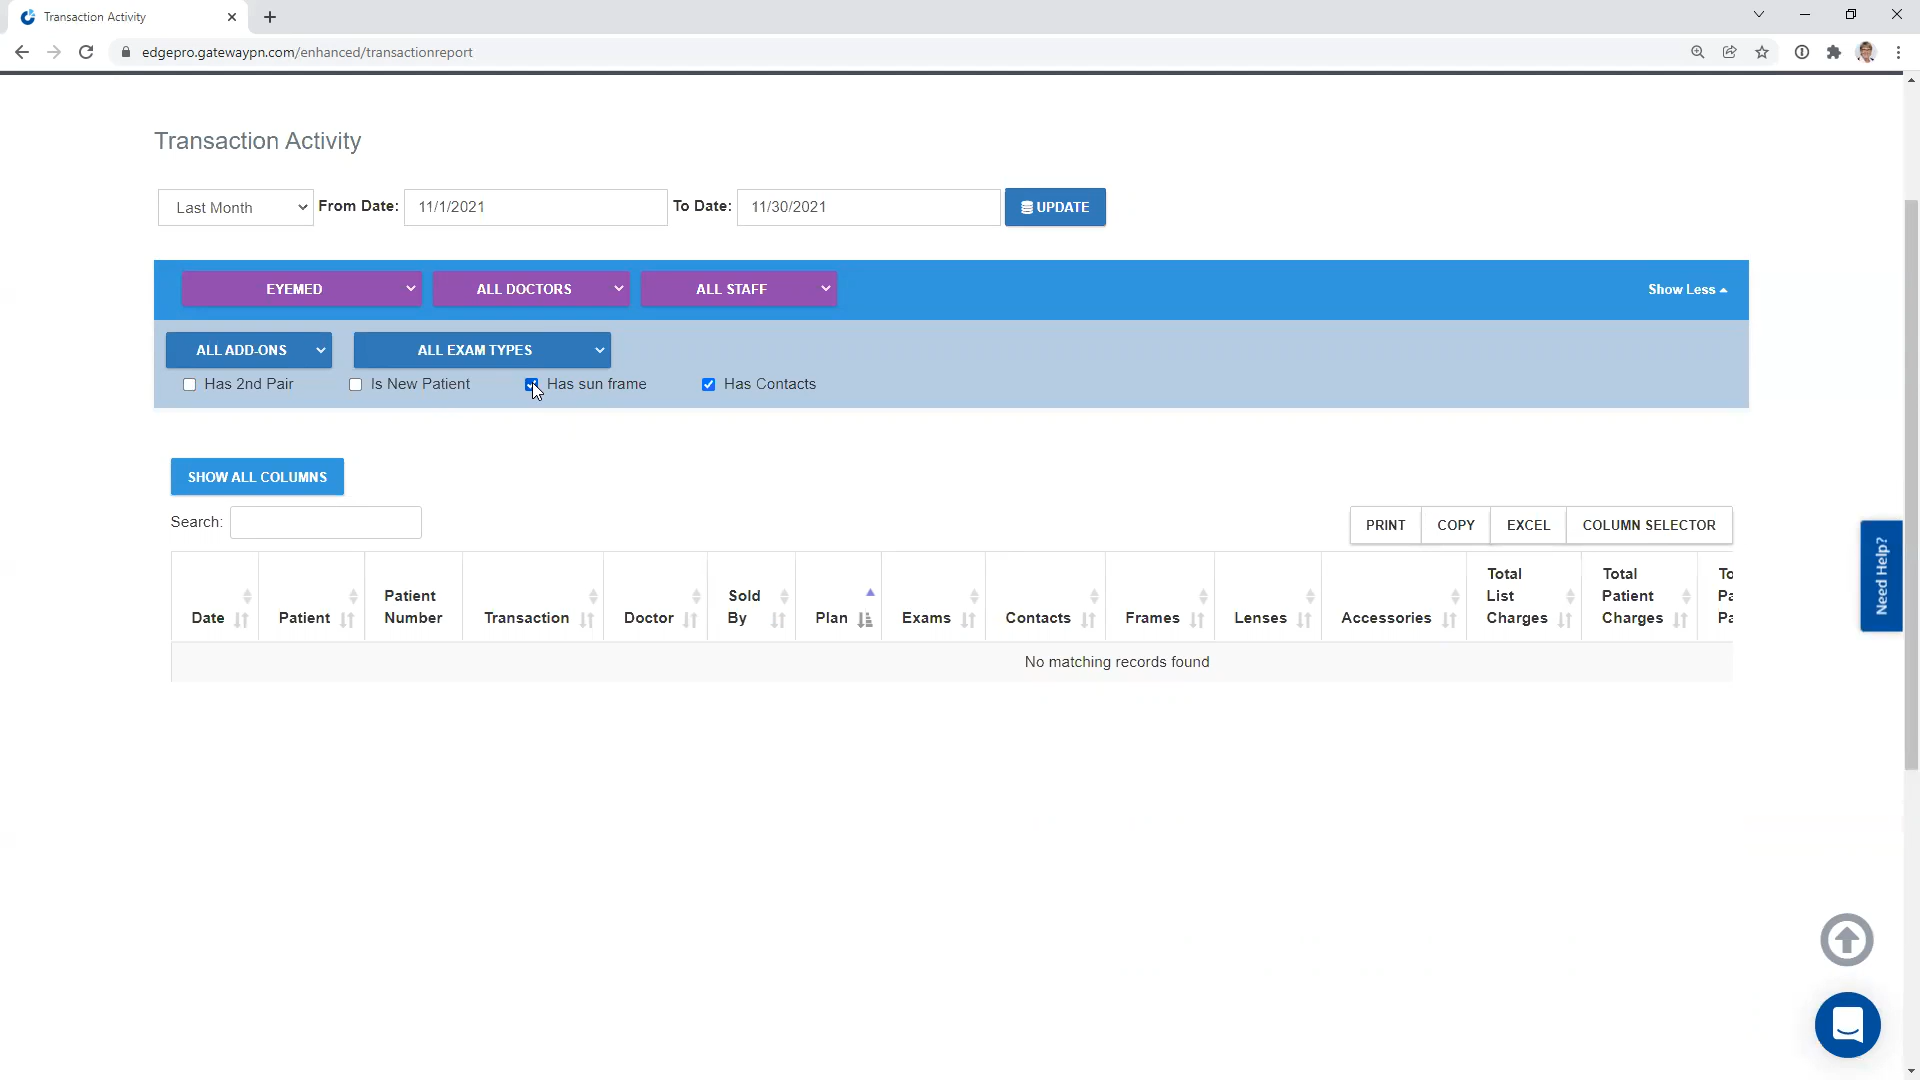 Transaction Activity
edgepro.gatewaypn.com/enhanced/transactionreport
Transaction Activity
Last Month From Date: 11/1/2021 To Date: 11/30/2021 UPDATE
EYEMED ALL DOCTORS ALL STAFF Show Less
ALL ADD-ONS ALL EXAM TYPES
Has 2nd Pair Is New Patient Has sun frame Has Contacts
SHOW ALL COLUMNS
Search: PRINT COPY EXCEL COLUMN SELECTOR
Date Patient Patient Number Transaction Doctor Sold By Plan Exams Contacts Frames Lenses Accessories Total List Charges Total Patient Charges To Pa Pa
No matching records found
Need Help?